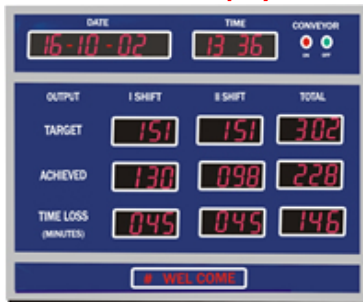 DATE TIME CONVEYOR
16-10-02 13 36
ON OFF
OUTPUT I SHIFT II SHIFT TOTAL
TARGET 151 151 302
ACHIEVED 130 098 228
TIME LOSS 045 045 146
(MINUTES)
# WEL COME